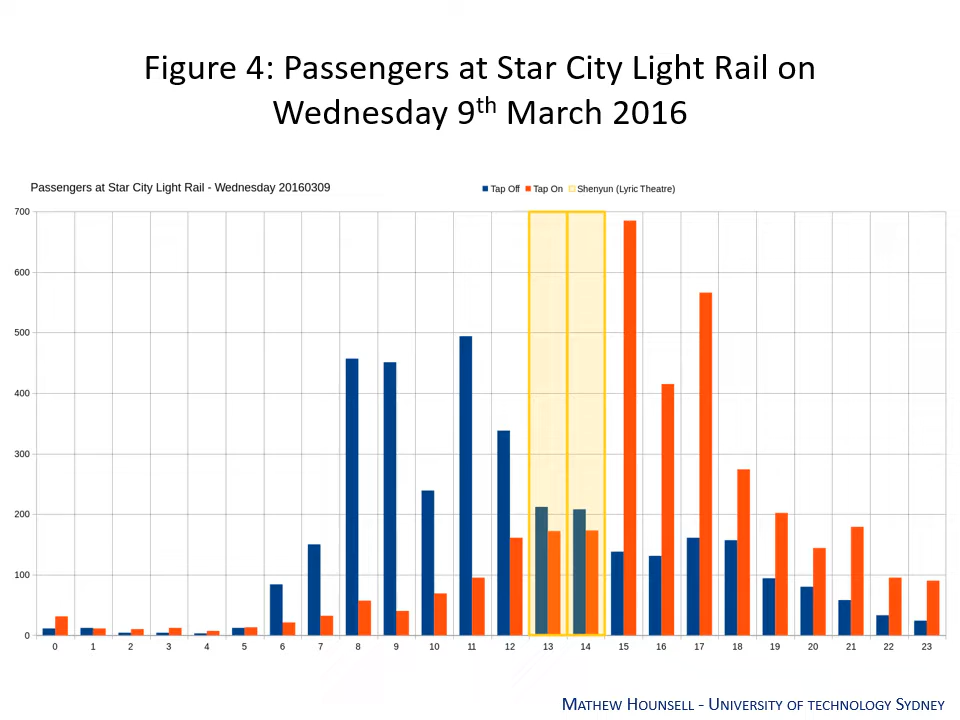 Figure 4: Passengers at Star City Light Rail on
Wednesday 9th March 2016
Passengers at Star City Light Rail - Wednesday 20160309
Tap Off Tap On Shenyun (Lyric Theatre)
700
600
500
400
300
200
100
0
0 1 2 3 4 5 6 7 8 9 10 11 12 13 14 15 16 17 18 19 20 21 22 23
Mathew Hounsell - University of technology Sydney